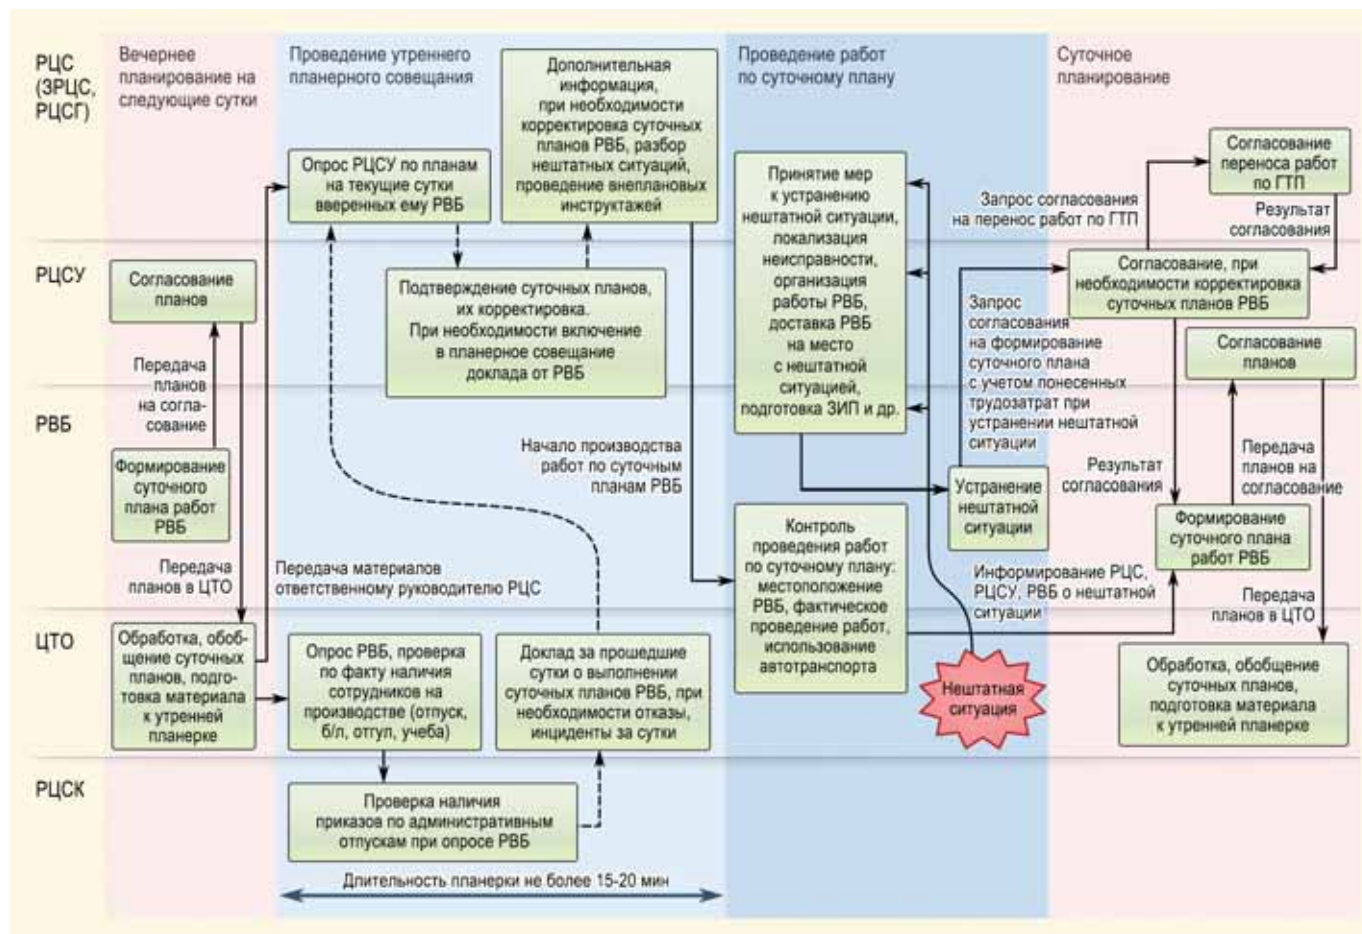 РЦС
(ЗРЦС,
РЦСГ)
Вечернее
планирование на
следующие сутки
Проведение утреннего
планерного совещания
Проведение работ
по суточному плану
Суточное
планирование
Опрос РЦСУ по планам
на текущие сутки
вверенных ему РВБ
Дополнительная
информация,
при необходимости
корректировка суточных
планов РВБ, разбор
нештатных ситуаций,
проведение внеплановых
инструктажей
Принятие мер
к устранению
нештатной ситуации,
локализация
неисправности,
организация
работы РВБ,
доставка РВБ
на место
с нештатной
ситуацией,
подготовка ЗИП и др.
Согласование
переноса работ
по ГТП
Запрос согласования
на перенос работ по ГТП
Результат
согласования
РЦСУ
Согласование
планов
Подтверждение суточных планов,
их корректировка.
При необходимости включение
в планерное совещание
доклада от РВБ
Согласование, при
необходимости корректировка
суточных планов РВБ
Запрос
согласования
на формирование
суточного плана
с учетом понесенных
трудозатрат при
устранении нештатной
ситуации
Согласование
планов
Передача
планов
на согла-
сование
РВБ
Формирование
суточного
плана работ
РВБ
Начало производства
работ по суточным
планам РВБ
Результат
согласования
Передача
планов на
согласование
Устранение
нештатной
ситуации
Формирование
суточного плана
работ РВБ
Контроль
проведения работ
по суточному плану:
местоположение
РВБ, фактическое
проведение работ,
использование
автотранспорта
Передача
планов в ЦТО
Передача материалов
ответственному руководителю РЦС
Информирование РЦС,
РЦСУ, РВБ о нештатной
ситуации
Передача
планов в ЦТО
ЦТО
Обработка, обоб-
щение суточных
планов, подго-
товка материала
к утренней
планерке
Опрос РВБ, проверка
по факту наличия
сотрудников на
производстве (отпуск,
б/л, отгул, учеба)
Доклад за прошедшие
сутки о выполнении
суточных планов РВБ, при
необходимости отказы,
инциденты за сутки
Нештатная
ситуация
Обработка, обобщение
суточных планов,
подготовка материала
к утренней планерке
РЦСК
Проверка наличия
приказов по административным
отпускам при опросе РВБ
Длительность планерки не более 15-20 мин